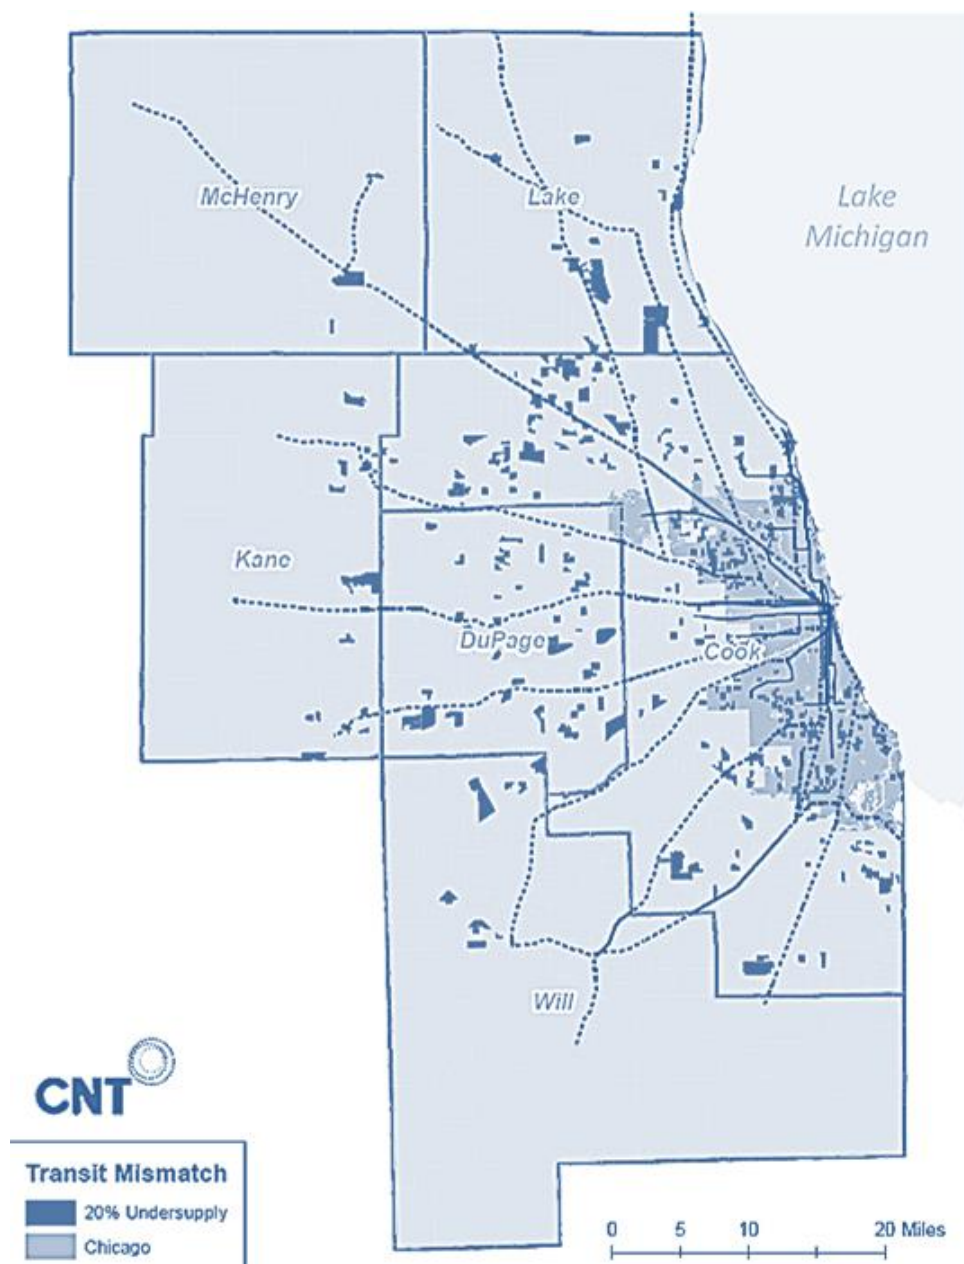 McHenry
Lake
Lake
Michigan
Kane
DuPage
Cook
Will
CNT
Transit Mismatch
20% Undersupply
Chicago
0 5 10 20 Miles